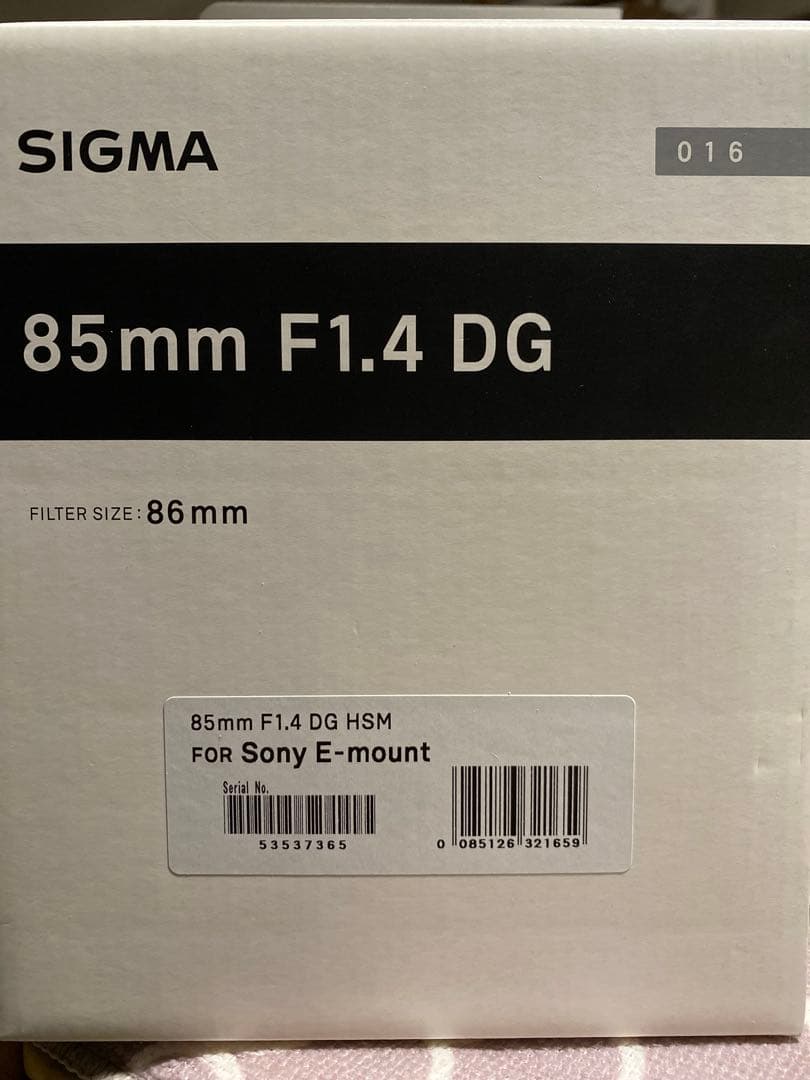 SIGMA
016
85mm F1.4 DG
FILTER SIZE: 86mm
85mm F1.4 DG HSM
FOR Sony E-mount
Serial No.
53537365
0 085126 321659